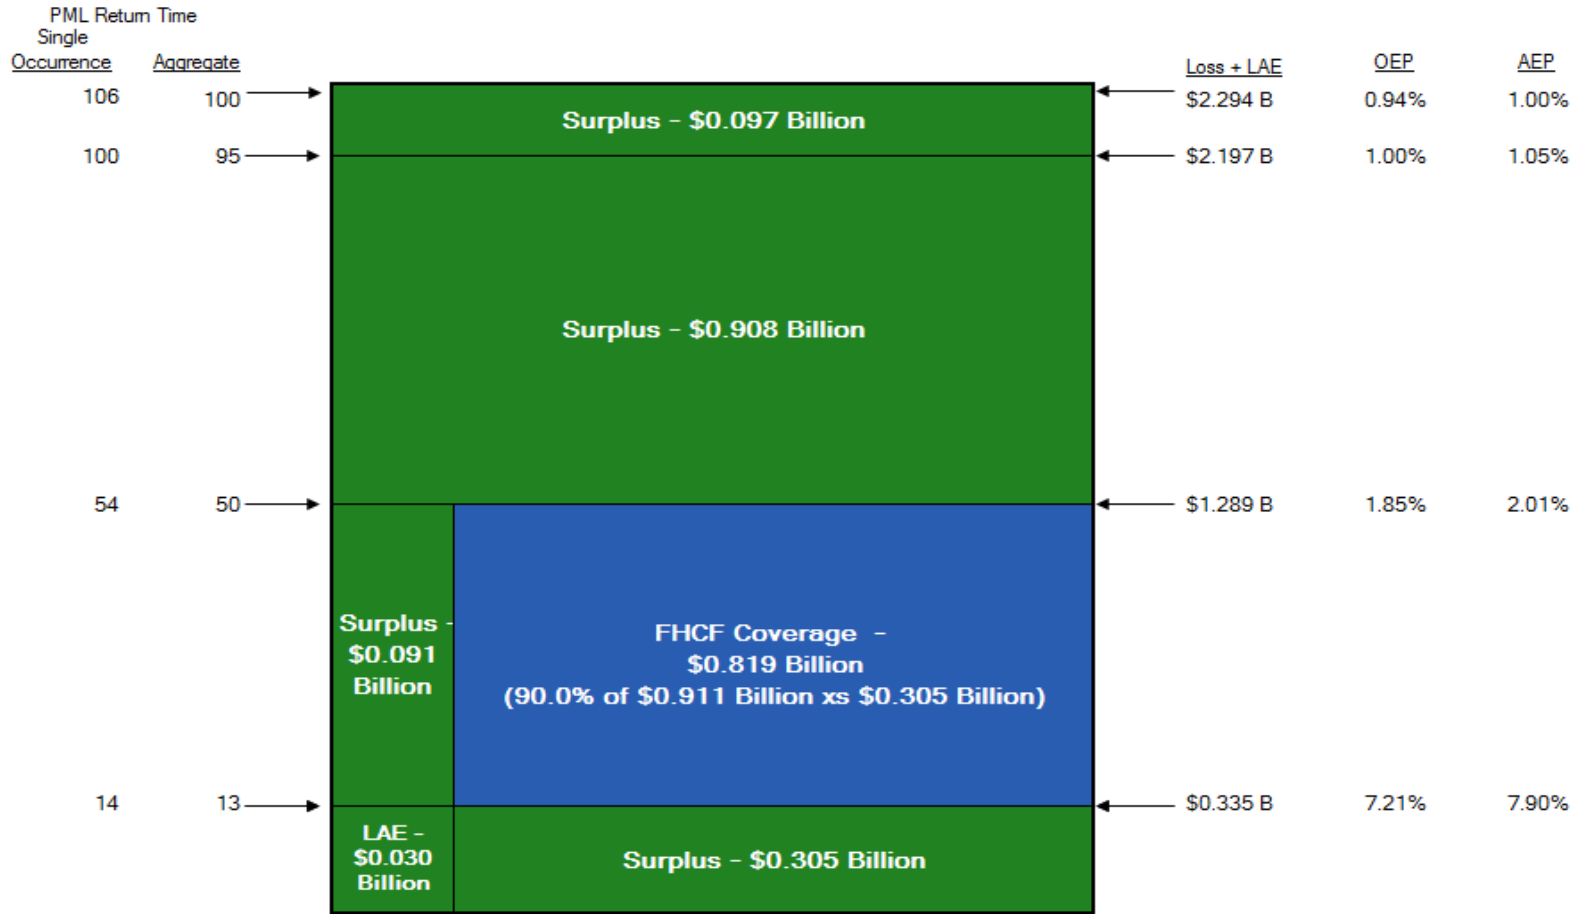 PML Return Time
Single
Occurrence Aggregate Loss + LAE OEP AEP
106 100 $2.294 B 0.94% 1.00%
Surplus - $0.097 Billion
100 95 $2.197 B 1.00% 1.05%
Surplus - $0.908 Billion
54 50 $1.289 B 1.85% 2.01%
Surplus -
$0.091
Billion
FHCF Coverage -
$0.819 Billion
(90.0% of $0.911 Billion xs $0.305 Billion)
14 13 $0.335 B 7.21% 7.90%
LAE -
$0.030
Billion
Surplus - $0.305 Billion